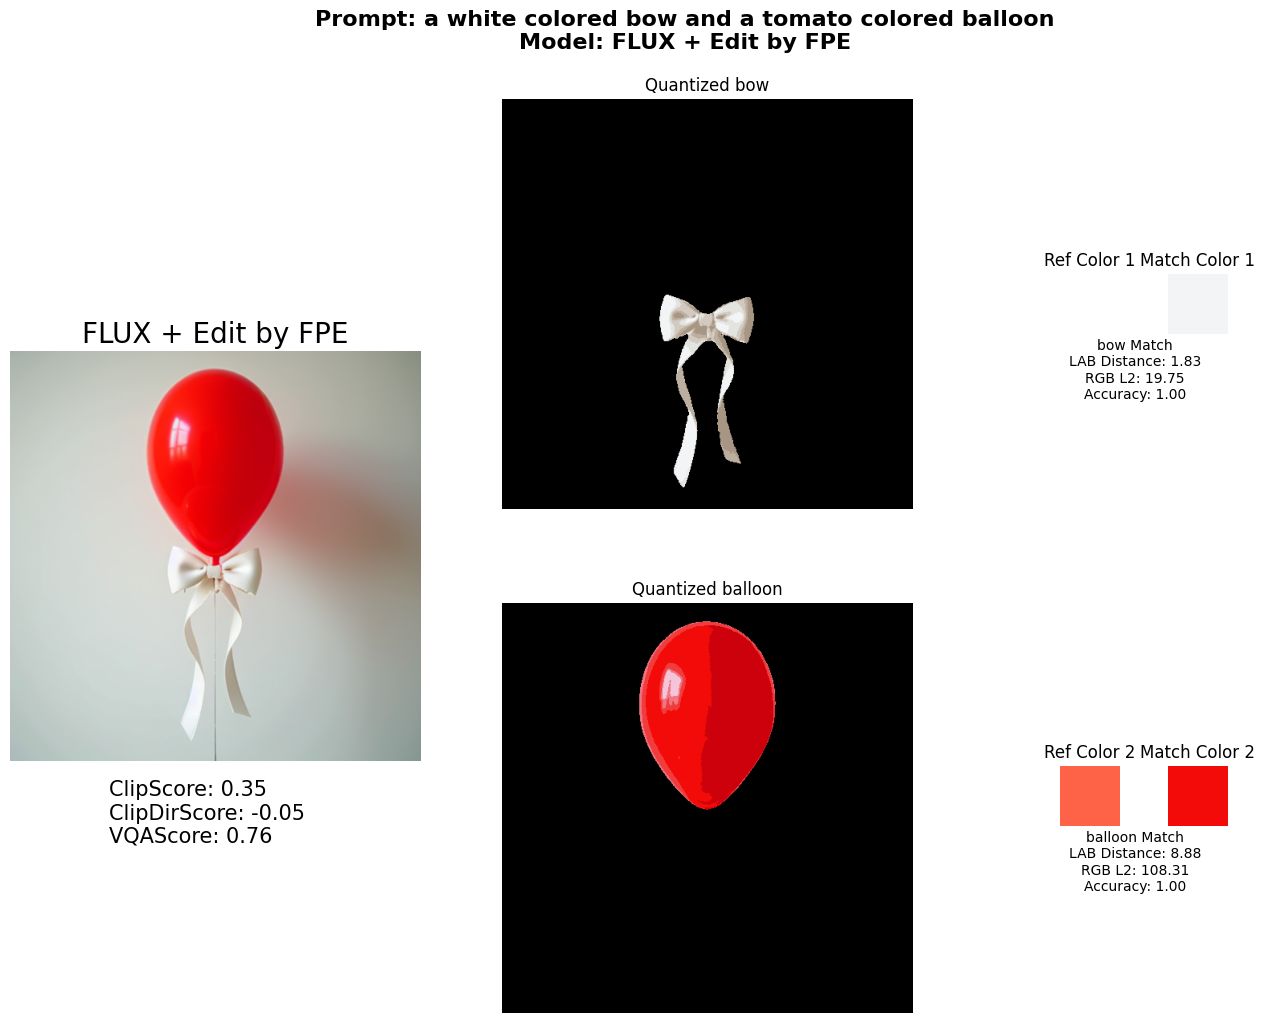 Prompt: a white colored bow and a tomato colored balloon
Model: FLUX + Edit by FPE
Quantized bow
Ref Color 1 Match Color 1
bow Match
LAB Distance: 1.83
RGB L2: 19.75
Accuracy: 1.00
FLUX + Edit by FPE
ClipScore: 0.35
ClipDirScore: -0.05
VQAScore: 0.76
Quantized balloon
Ref Color 2 Match Color 2
balloon Match
LAB Distance: 8.88
RGB L2: 108.31
Accuracy: 1.00